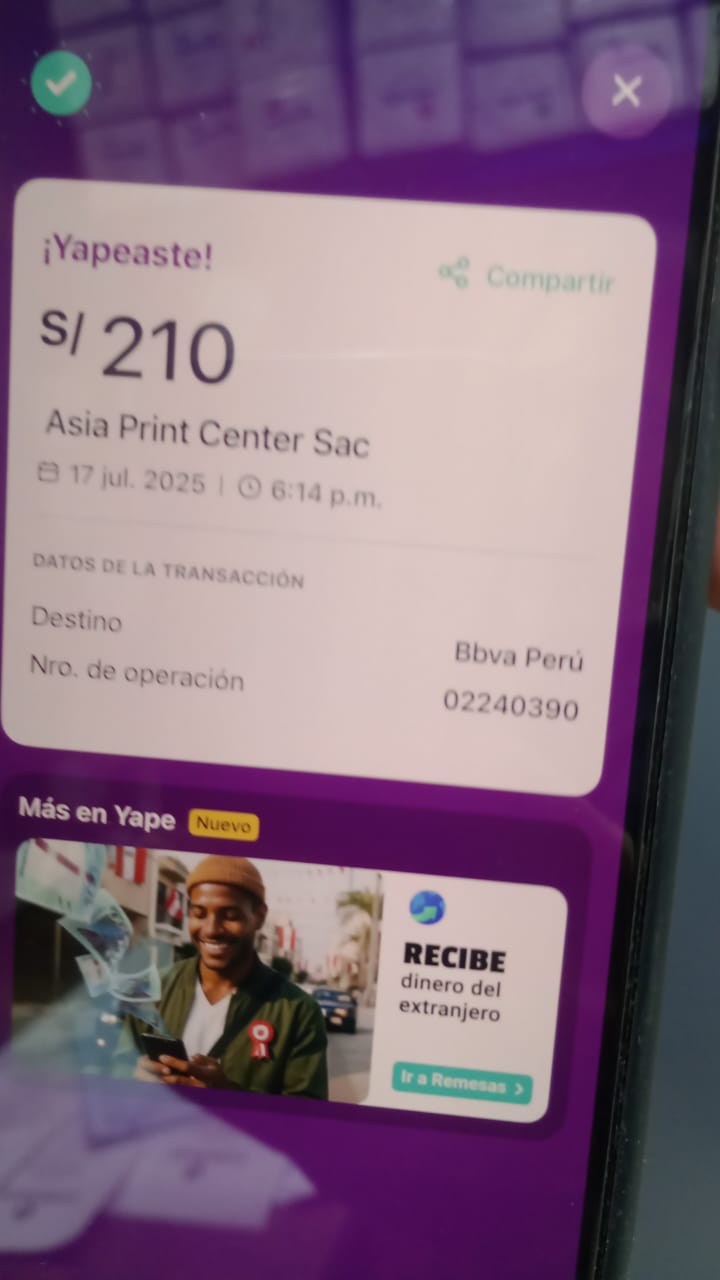 ¡Yapeaste!
Compartir
S/ 210
Asia Print Center Sac
17 jul. 2025 | 6:14 p.m.
DATOS DE LA TRANSACCIÓN
Destino
Bbva Perú
Nro. de operación
02240390
Más en Yape Nuevo
RECIBE
dinero del
extranjero
Ir a Remesas >